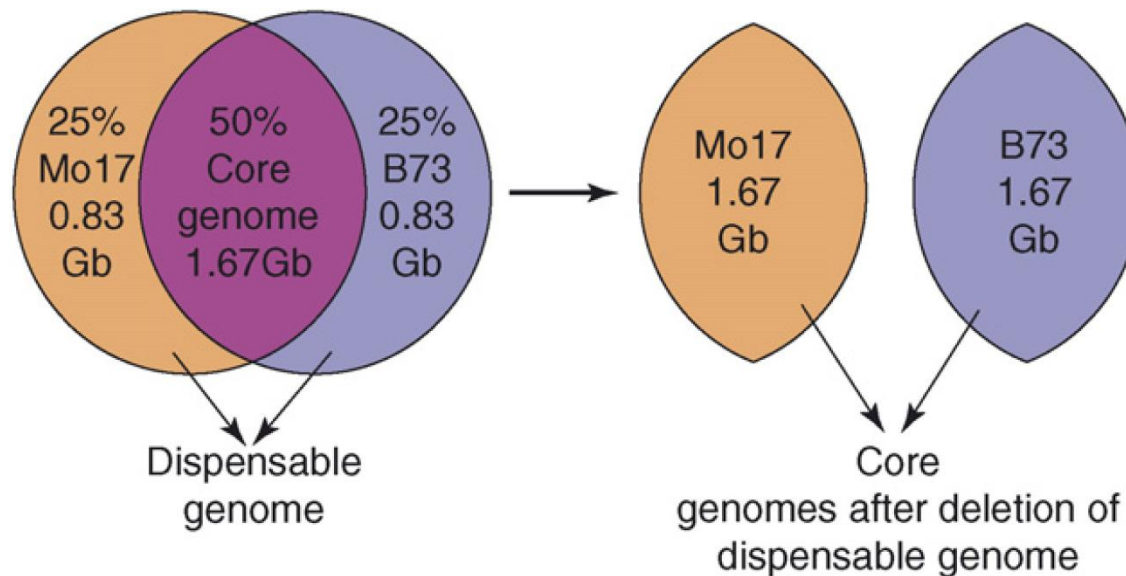 25%
Mo17
0.83
Gb
50%
Core
genome
1.67Gb
25%
B73
0.83
Gb
Dispensable
genome
Mo17
1.67
Gb
B73
1.67
Gb
Core
genomes after deletion of
dispensable genome